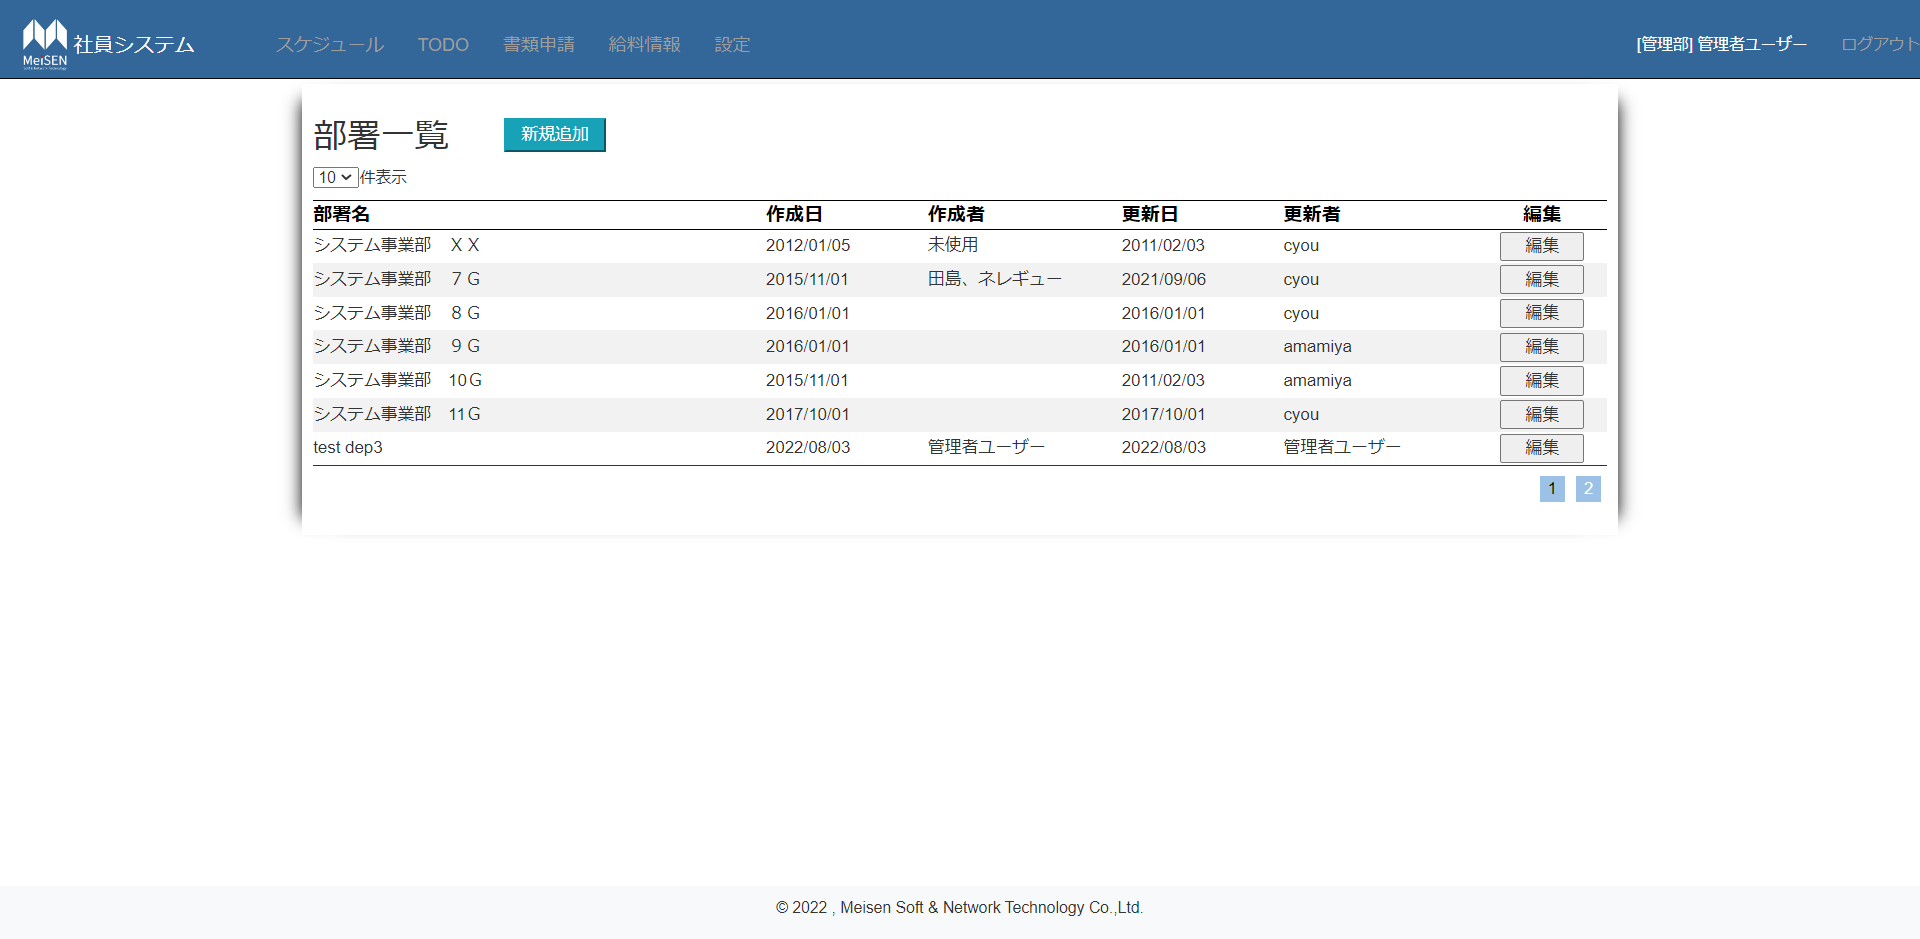 MeiSEN
社員システム スケジュール TODO 書類申請 給料情報 設定 [管理部] 管理者ユーザー ログアウト
部署一覧 新規追加
10 件表示
部署名 作成日 作成者 更新日 更新者 編集
システム事業部　ＸＸ 2012/01/05 未使用 2011/02/03 cyou 編集
システム事業部　７Ｇ 2015/11/01 田島、ネレギュー 2021/09/06 cyou 編集
システム事業部　８Ｇ 2016/01/01 2016/01/01 cyou 編集
システム事業部　９Ｇ 2016/01/01 2016/01/01 amamiya 編集
システム事業部　10Ｇ 2015/11/01 2011/02/03 amamiya 編集
システム事業部　11Ｇ 2017/10/01 2017/10/01 cyou 編集
test dep3 2022/08/03 管理者ユーザー 2022/08/03 管理者ユーザー 編集
1 2
© 2022 , Meisen Soft & Network Technology Co.,Ltd.